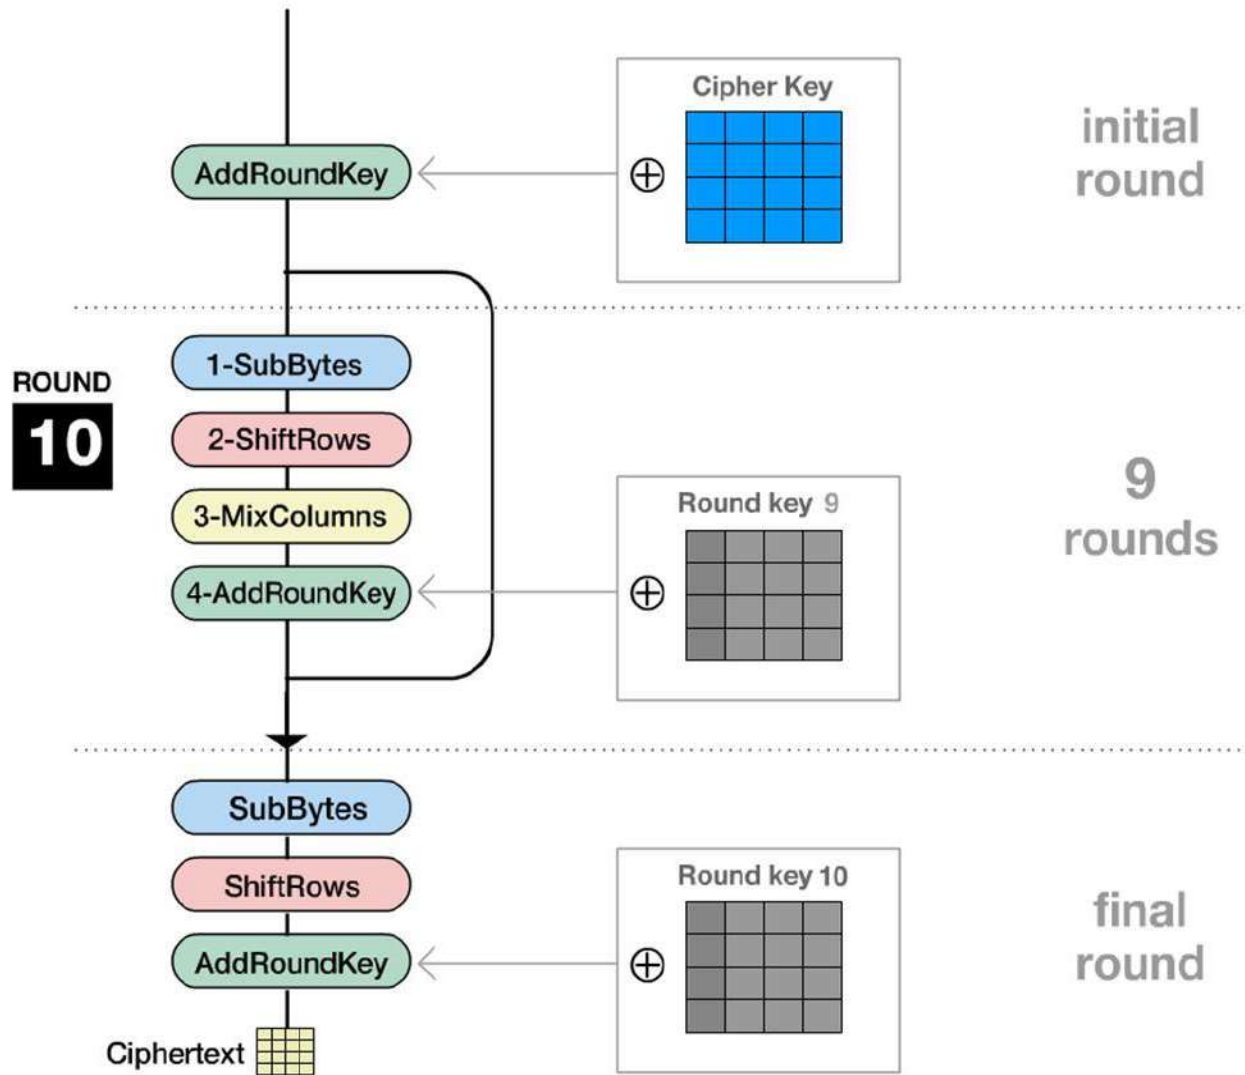 Cipher Key
AddRoundKey
initial
round
ROUND
10
1-SubBytes
2-ShiftRows
3-MixColumns
4-AddRoundKey
Round key 9
9
rounds
SubBytes
ShiftRows
AddRoundKey
Round key 10
final
round
Ciphertext